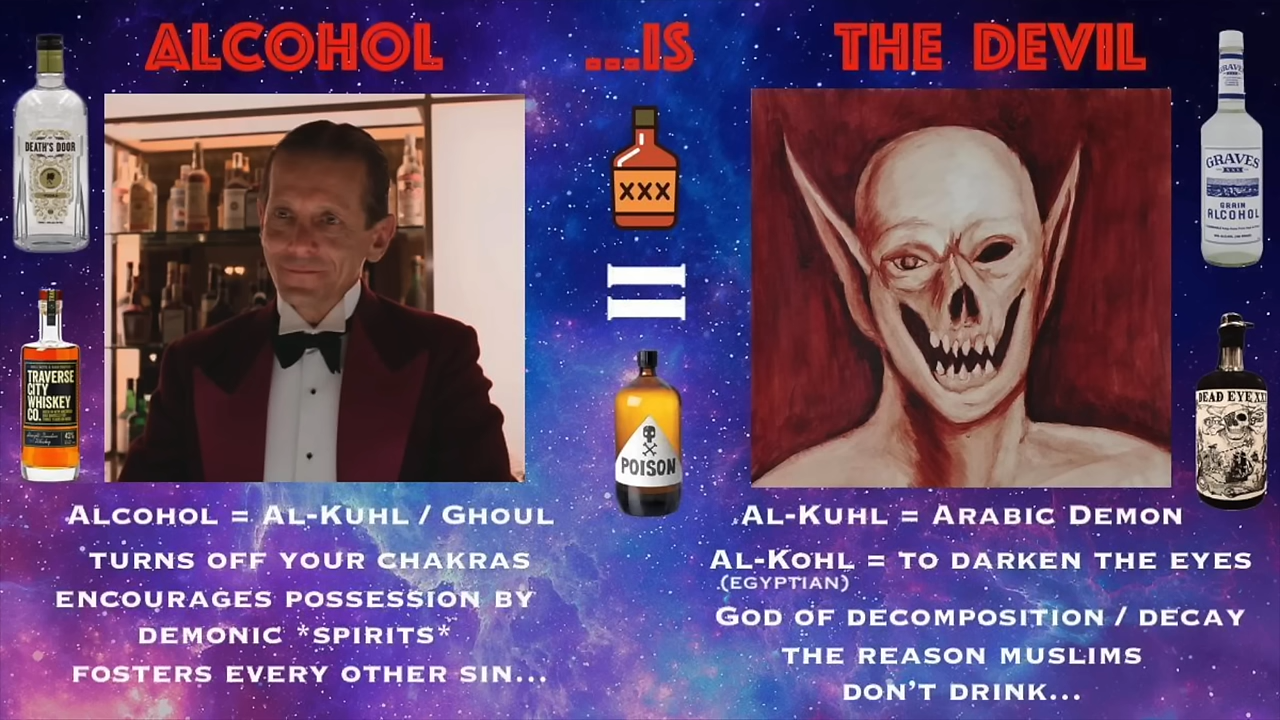 ALCOHOL ...IS THE DEVIL
DEATH'S DOOR
GRAVES
GRAVES
GRAIN
ALCOHOL
XXX
TRAVERSE
CITY
WHISKEY
CO.
POISON
DEAD EYE XX
ALCOHOL = AL-KUHL / GHOUL
TURNS OFF YOUR CHAKRAS
ENCOURAGES POSSESSION BY
DEMONIC *SPIRITS*
FOSTERS EVERY OTHER SIN...
AL-KUHL = ARABIC DEMON
AL-KOHL = TO DARKEN THE EYES
(EGYPTIAN)
GOD OF DECOMPOSITION / DECAY
THE REASON MUSLIMS
DON'T DRINK...